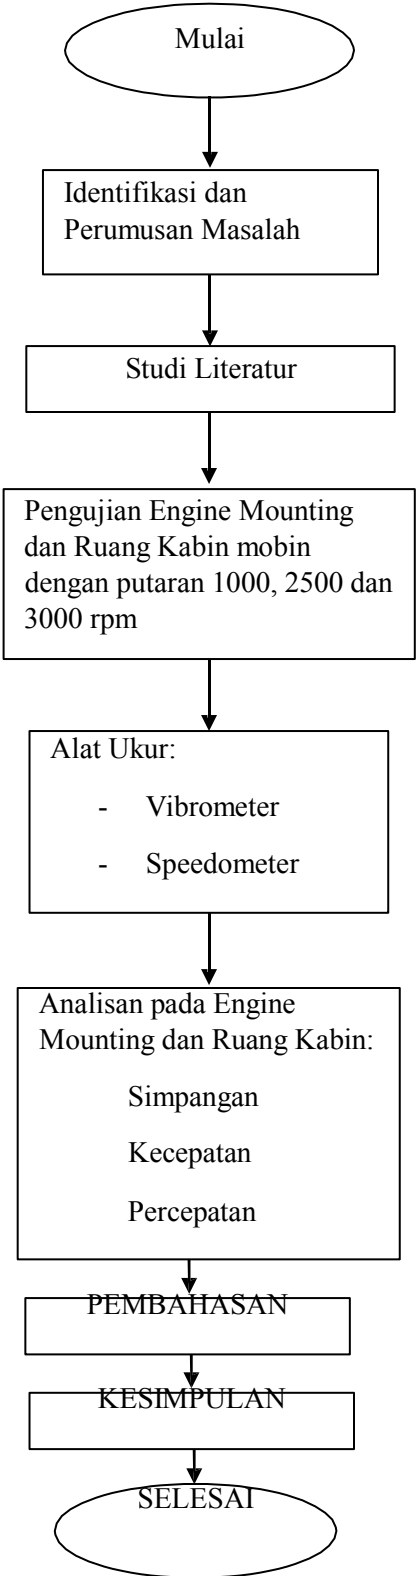 Mulai
Identifikasi dan
Perumusan Masalah
Studi Literatur
Pengujian Engine Mounting
dan Ruang Kabin mobin
dengan putaran 1000, 2500 dan
3000 rpm
Alat Ukur:
- Vibrometer
- Speedometer
Analisan pada Engine
Mounting dan Ruang Kabin:
Simpangan
Kecepatan
Percepatan
PEMBAHASAN
KESIMPULAN
SELESAI